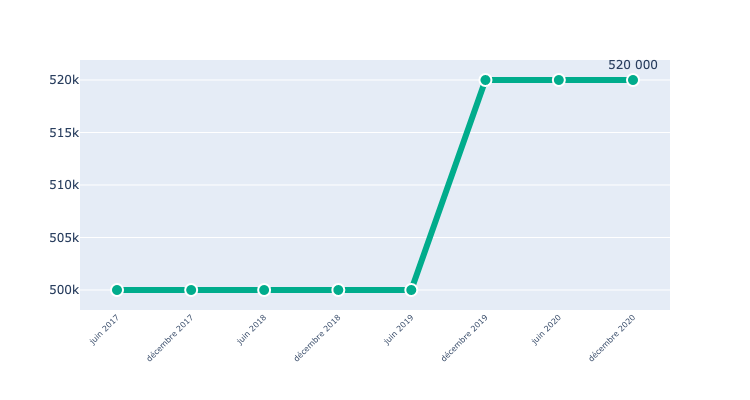 520 000
520k
515k
510k
505k
500k
juin 2017
décembre 2017
juin 2018
décembre 2018
juin 2019
décembre 2019
juin 2020
décembre 2020